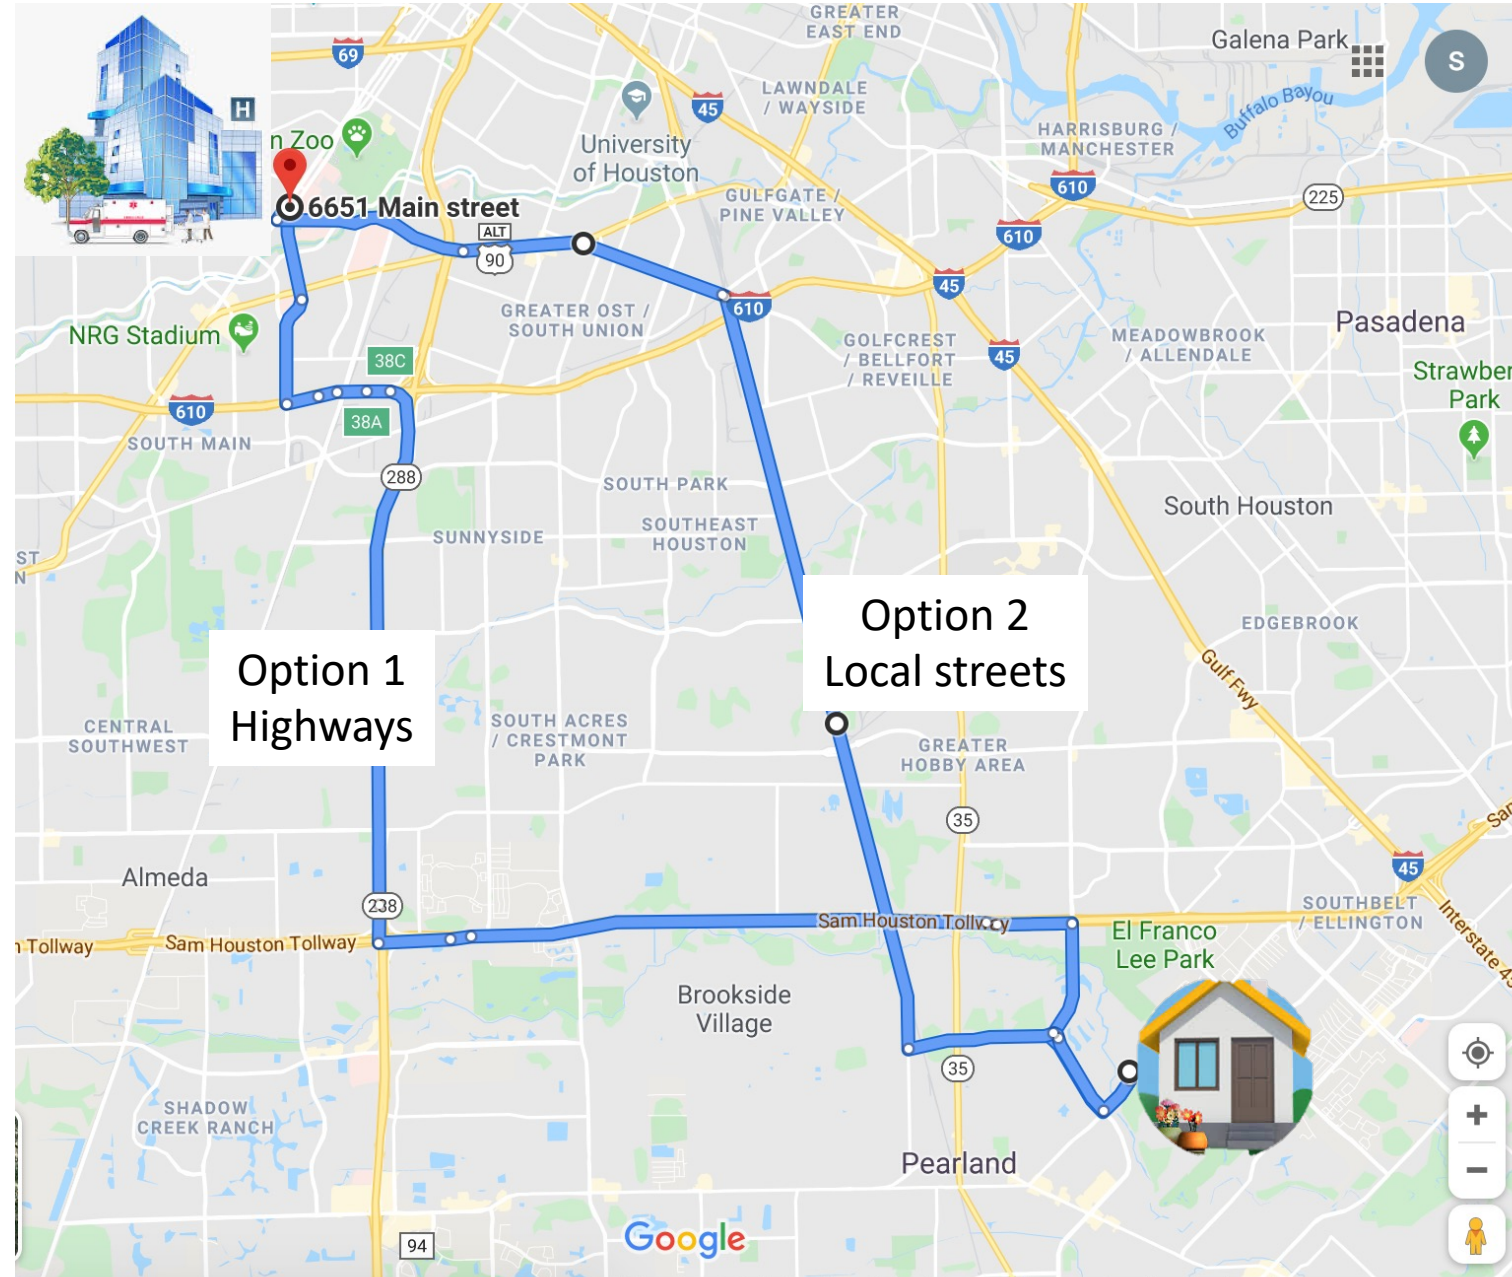 GREATER
EAST END
Galena Park
S
69
H
45
LAWNDALE
/ WAYSIDE
Buffalo Bayou
n Zoo
University
of Houston
HARRISBURG /
MANCHESTER
610
225
GULFGATE /
PINE VALLEY
6651 Main street
ALT
90
610
45
610
NRG Stadium
GREATER OST /
SOUTH UNION
Pasadena
GOLFCREST
/ BELLFORT
/ REVEILLE
MEADOWBROOK
/ ALLENDALE
45
38C
Strawber
Park
610
38A
SOUTH MAIN
288
SOUTH PARK
South Houston
SUNNYSIDE
SOUTHEAST
HOUSTON
ST
N
Option 2
Local streets
EDGEBROOK
Option 1
Highways
Gulf Fwy
CENTRAL
SOUTHWEST
SOUTH ACRES
/ CRESTMONT
PARK
GREATER
HOBBY AREA
35
Sar
45
Almeda
SOUTHBELT
/ ELLINGTON
Sam Houston Tollway
n Tollway
Sam Houston Tollway
El Franco
Lee Park
Interstate 45
Brookside
Village
35
SHADOW
CREEK RANCH
Pearland
Google
94